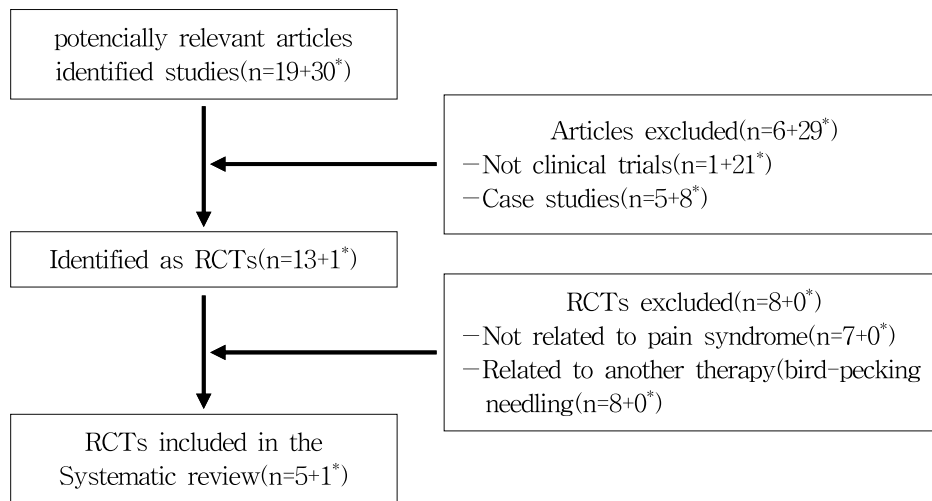 potencially relevant articles
identified studies(n=19+30*)
Articles excluded(n=6+29*)
－Not clinical trials(n=1+21*)
－Case studies(n=5+8*)
Identified as RCTs(n=13+1*)
RCTs excluded(n=8+0*)
－Not related to pain syndrome(n=7+0*)
－Related to another therapy(bird-pecking
needling(n=8+0*)
RCTs included in the
Systematic review(n=5+1*)